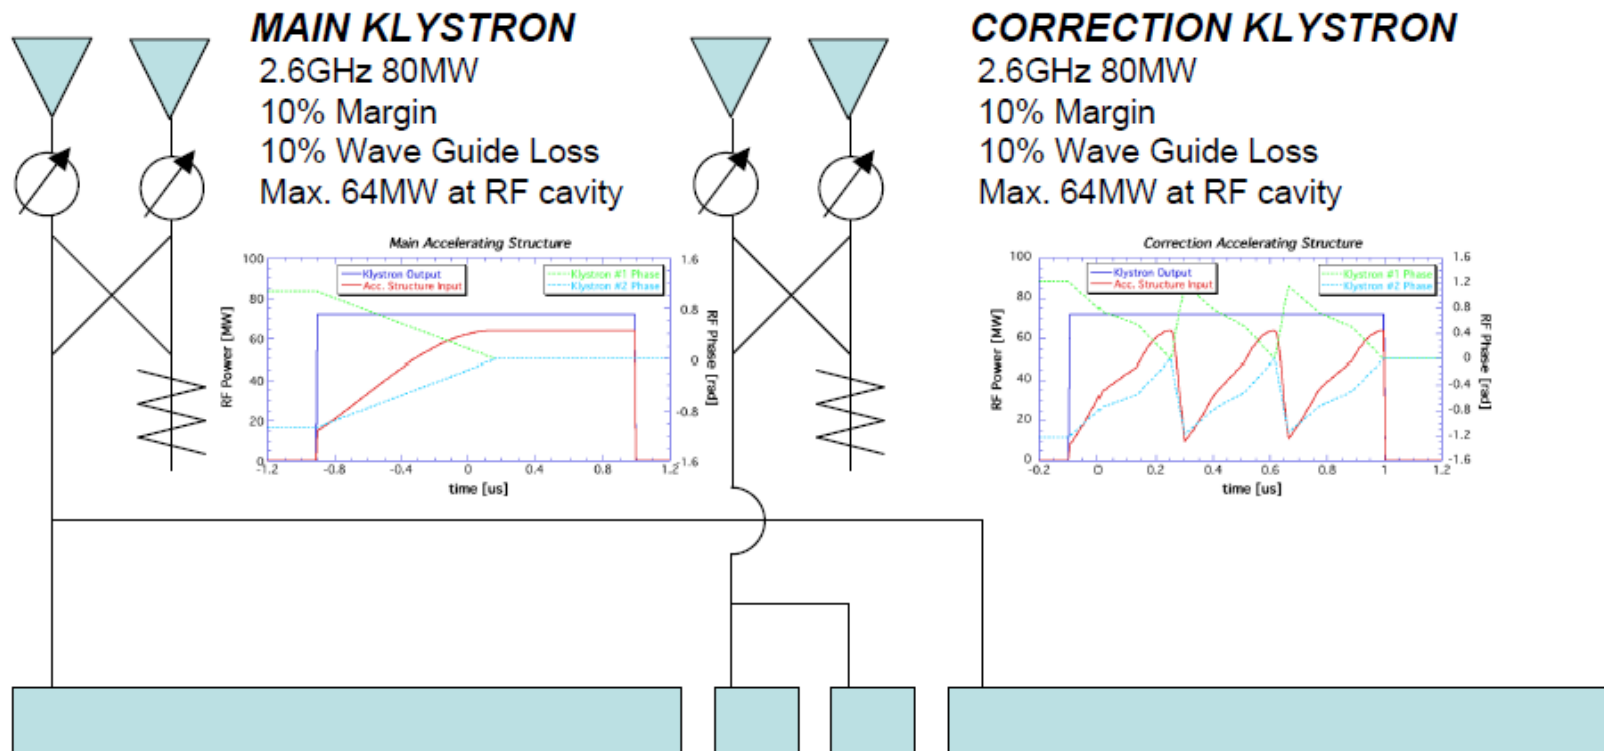 MAIN KLYSTRON
2.6GHz 80MW
10% Margin
10% Wave Guide Loss
Max. 64MW at RF cavity
CORRECTION KLYSTRON
2.6GHz 80MW
10% Margin
10% Wave Guide Loss
Max. 64MW at RF cavity
Main Accelerating Structure
Klystron Output
Acc. Structure Input
Klystron #1 Phase
Klystron #2 Phase
RF Power [MW]
100
80
60
40
20
0
RF Phase [rad]
1.6
0.8
0
-0.8
-1.6
-1.2 -0.8 -0.4 0 0.4 0.8 1.2
time [us]
Correction Accelerating Structure
Klystron Output
Acc. Structure Input
Klystron #1 Phase
Klystron #2 Phase
RF Power [MW]
100
80
60
40
20
0
RF Phase [rad]
1.6
1.2
0.8
0.4
0
-0.4
-0.8
-1.2
-1.6
-0.2 0 0.2 0.4 0.6 0.8 1 1.2
time [us]